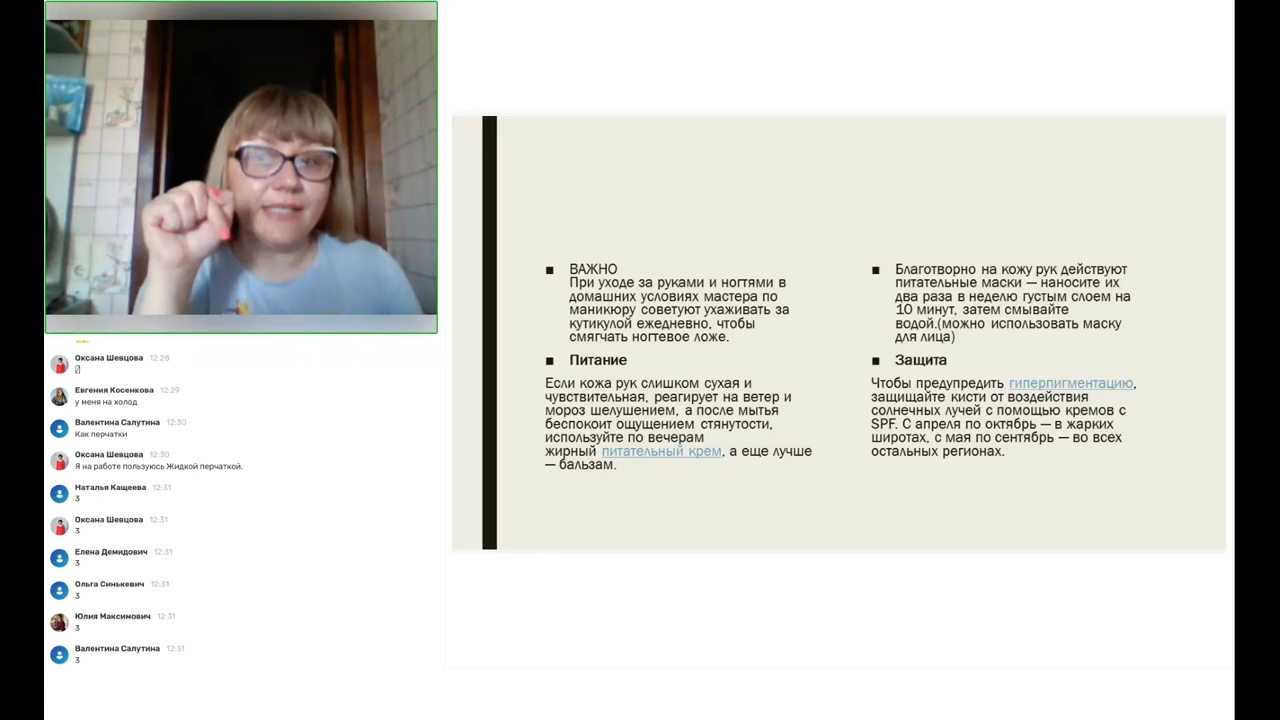 Оксана Шевцова 12:28
Евгения Косенкова 12:29
у меня на холод
Валентина Салутина 12:30
Как перчатки
Оксана Шевцова 12:30
Я на работе пользуюсь Жидкой перчаткой.
Наталья Кащеева 12:31
3
Оксана Шевцова 12:31
3
Елена Демидович 12:31
3
Ольга Синькевич 12:31
3
Юлия Максимович 12:31
3
Валентина Салутина 12:31
3
ВАЖНО
При уходе за руками и ногтями в
домашних условиях мастера по
маникюру советуют ухаживать за
кутикулой ежедневно, чтобы
смягчать ногтевое ложе.
Питание
Если кожа рук слишком сухая и
чувствительная, реагирует на ветер и
мороз шелушением, а после мытья
беспокоит ощущением стянутости,
используйте по вечерам
жирный питательный крем, а еще лучше
— бальзам.
Благотворно на кожу рук действуют
питательные маски — наносите их
два раза в неделю густым слоем на
10 минут, затем смывайте
водой.(можно использовать маску
для лица)
Защита
Чтобы предупредить гиперпигментацию,
защищайте кисти от воздействия
солнечных лучей с помощью кремов с
SPF. С апреля по октябрь — в жарких
широтах, с мая по сентябрь — во всех
остальных регионах.